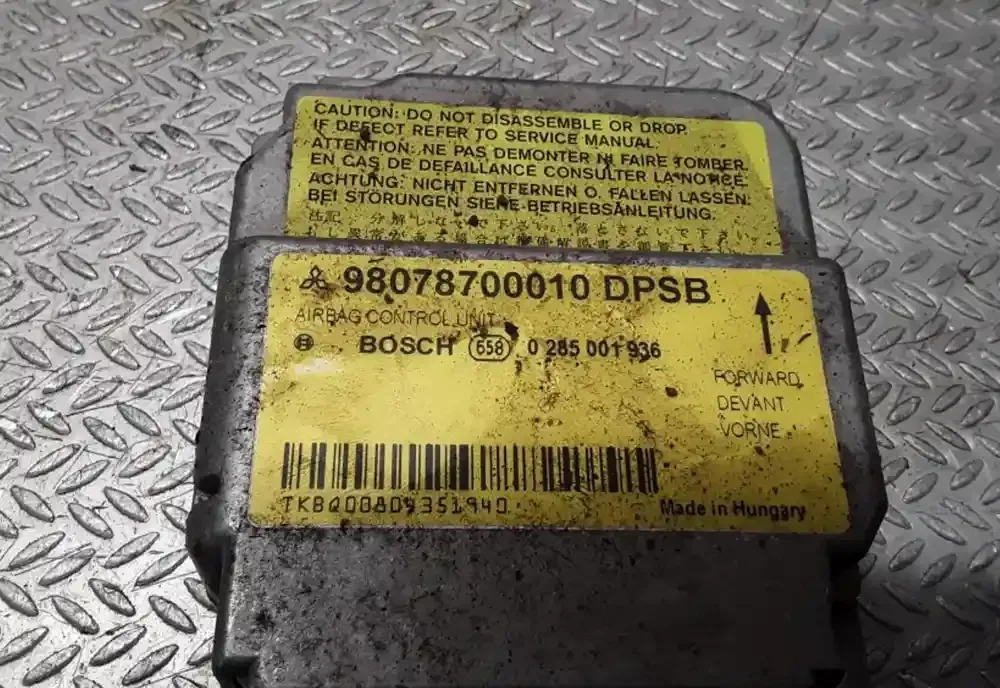 CAUTION: DO NOT DISASSEMBLE OR DROP.
IF DEFECT REFER TO SERVICE MANUAL.
ATTENTION: NE PAS DEMONTER NI FAIRE TOMBER.
EN CAS DE DEFAILLANCE CONSULTER LA NOTICE.
ACHTUNG: NICHT ENTFERNEN O. FALLEN LASSEN.
BEI STÖRUNGEN SIEHE BETRIEBSANLEITUNG.
98078700010 DPSB
AIRBAG CONTROL UNIT
BOSCH 658 0 285 001 936
FORWARD
DEVANT
VORNE
TKBQ00809351940
Made in Hungary